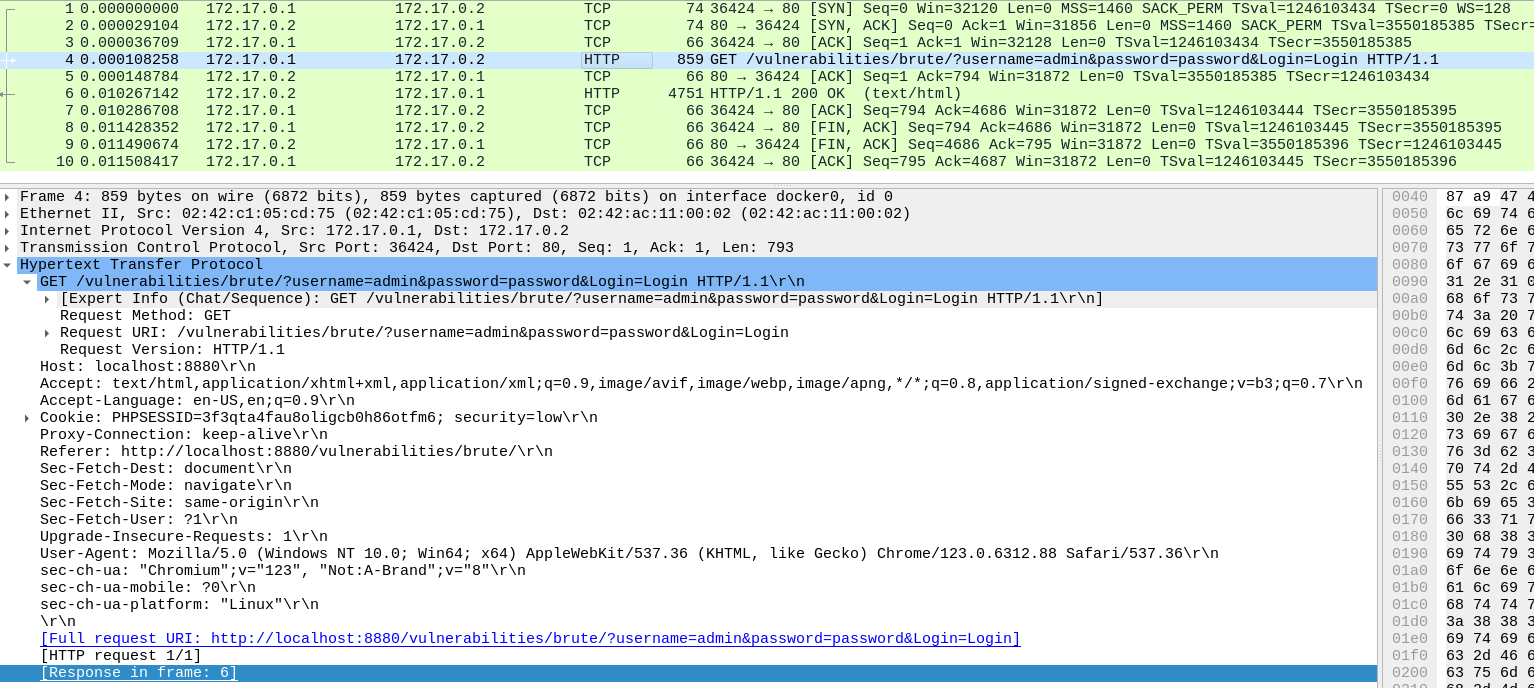 1 0.000000000 172.17.0.1 172.17.0.2 TCP 74 36424 → 80 [SYN] Seq=0 Win=32120 Len=0 MSS=1460 SACK_PERM TSval=1246103434 TSecr=0 WS=128
2 0.000029104 172.17.0.2 172.17.0.1 TCP 74 80 → 36424 [SYN, ACK] Seq=0 Ack=1 Win=31856 Len=0 MSS=1460 SACK_PERM TSval=3550185385 TSecr=
3 0.000036709 172.17.0.1 172.17.0.2 TCP 66 36424 → 80 [ACK] Seq=1 Ack=1 Win=32128 Len=0 TSval=1246103434 TSecr=3550185385
4 0.000108258 172.17.0.1 172.17.0.2 HTTP 859 GET /vulnerabilities/brute/?username=admin&password=password&Login=Login HTTP/1.1
5 0.000148784 172.17.0.2 172.17.0.1 TCP 66 80 → 36424 [ACK] Seq=1 Ack=794 Win=31872 Len=0 TSval=3550185385 TSecr=1246103434
6 0.010267142 172.17.0.2 172.17.0.1 HTTP 4751 HTTP/1.1 200 OK (text/html)
7 0.010286708 172.17.0.1 172.17.0.2 TCP 66 36424 → 80 [ACK] Seq=794 Ack=4686 Win=31872 Len=0 TSval=1246103444 TSecr=3550185395
8 0.011428352 172.17.0.1 172.17.0.2 TCP 66 36424 → 80 [FIN, ACK] Seq=794 Ack=4686 Win=31872 Len=0 TSval=1246103445 TSecr=3550185395
9 0.011490674 172.17.0.2 172.17.0.1 TCP 66 80 → 36424 [FIN, ACK] Seq=4686 Ack=795 Win=31872 Len=0 TSval=3550185396 TSecr=1246103445
10 0.011508417 172.17.0.1 172.17.0.2 TCP 66 36424 → 80 [ACK] Seq=795 Ack=4687 Win=31872 Len=0 TSval=1246103445 TSecr=3550185396
Frame 4: 859 bytes on wire (6872 bits), 859 bytes captured (6872 bits) on interface docker0, id 0
Ethernet II, Src: 02:42:c1:05:cd:75 (02:42:c1:05:cd:75), Dst: 02:42:ac:11:00:02 (02:42:ac:11:00:02)
Internet Protocol Version 4, Src: 172.17.0.1, Dst: 172.17.0.2
Transmission Control Protocol, Src Port: 36424, Dst Port: 80, Seq: 1, Ack: 1, Len: 793
Hypertext Transfer Protocol
GET /vulnerabilities/brute/?username=admin&password=password&Login=Login HTTP/1.1\r\n
[Expert Info (Chat/Sequence): GET /vulnerabilities/brute/?username=admin&password=password&Login=Login HTTP/1.1\r\n]
Request Method: GET
Request URI: /vulnerabilities/brute/?username=admin&password=password&Login=Login
Request Version: HTTP/1.1
Host: localhost:8880\r\n
Accept: text/html,application/xhtml+xml,application/xml;q=0.9,image/avif,image/webp,image/apng,*/*;q=0.8,application/signed-exchange;v=b3;q=0.7\r\n
Accept-Language: en-US,en;q=0.9\r\n
Cookie: PHPSESSID=3f3qta4fau8oligcb0h86otfm6; security=low\r\n
Proxy-Connection: keep-alive\r\n
Referer: http://localhost:8880/vulnerabilities/brute/\r\n
Sec-Fetch-Dest: document\r\n
Sec-Fetch-Mode: navigate\r\n
Sec-Fetch-Site: same-origin\r\n
Sec-Fetch-User: ?1\r\n
Upgrade-Insecure-Requests: 1\r\n
User-Agent: Mozilla/5.0 (Windows NT 10.0; Win64; x64) AppleWebKit/537.36 (KHTML, like Gecko) Chrome/123.0.6312.88 Safari/537.36\r\n
sec-ch-ua: "Chromium";v="123", "Not:A-Brand";v="8"\r\n
sec-ch-ua-mobile: ?0\r\n
sec-ch-ua-platform: "Linux"\r\n
\r\n
[Full request URI: http://localhost:8880/vulnerabilities/brute/?username=admin&password=password&Login=Login]
[HTTP request 1/1]
[Response in frame: 6]
0040 87 a9 47 4
0050 6c 69 74 6
0060 65 72 6e 6
0070 73 77 6f 7
0080 6f 67 69 6
0090 31 2e 31 0
00a0 68 6f 73 7
00b0 74 3a 20 7
00c0 6c 69 63 6
00d0 6d 6c 2c 6
00e0 6d 6c 3b 7
00f0 76 69 66 2
0100 6d 61 67 6
0110 30 2e 38 2
0120 73 69 67 6
0130 76 3d 62 3
0140 70 74 2d 4
0150 55 53 2c 6
0160 6b 69 65 3
0170 66 33 71 7
0180 30 68 38 3
0190 69 74 79 3
01a0 6f 6e 6e 6
01b0 61 6c 69 7
01c0 68 74 74 7
01d0 3a 38 38 3
01e0 69 74 69 6
01f0 63 2d 46 6
0200 63 75 6d 6